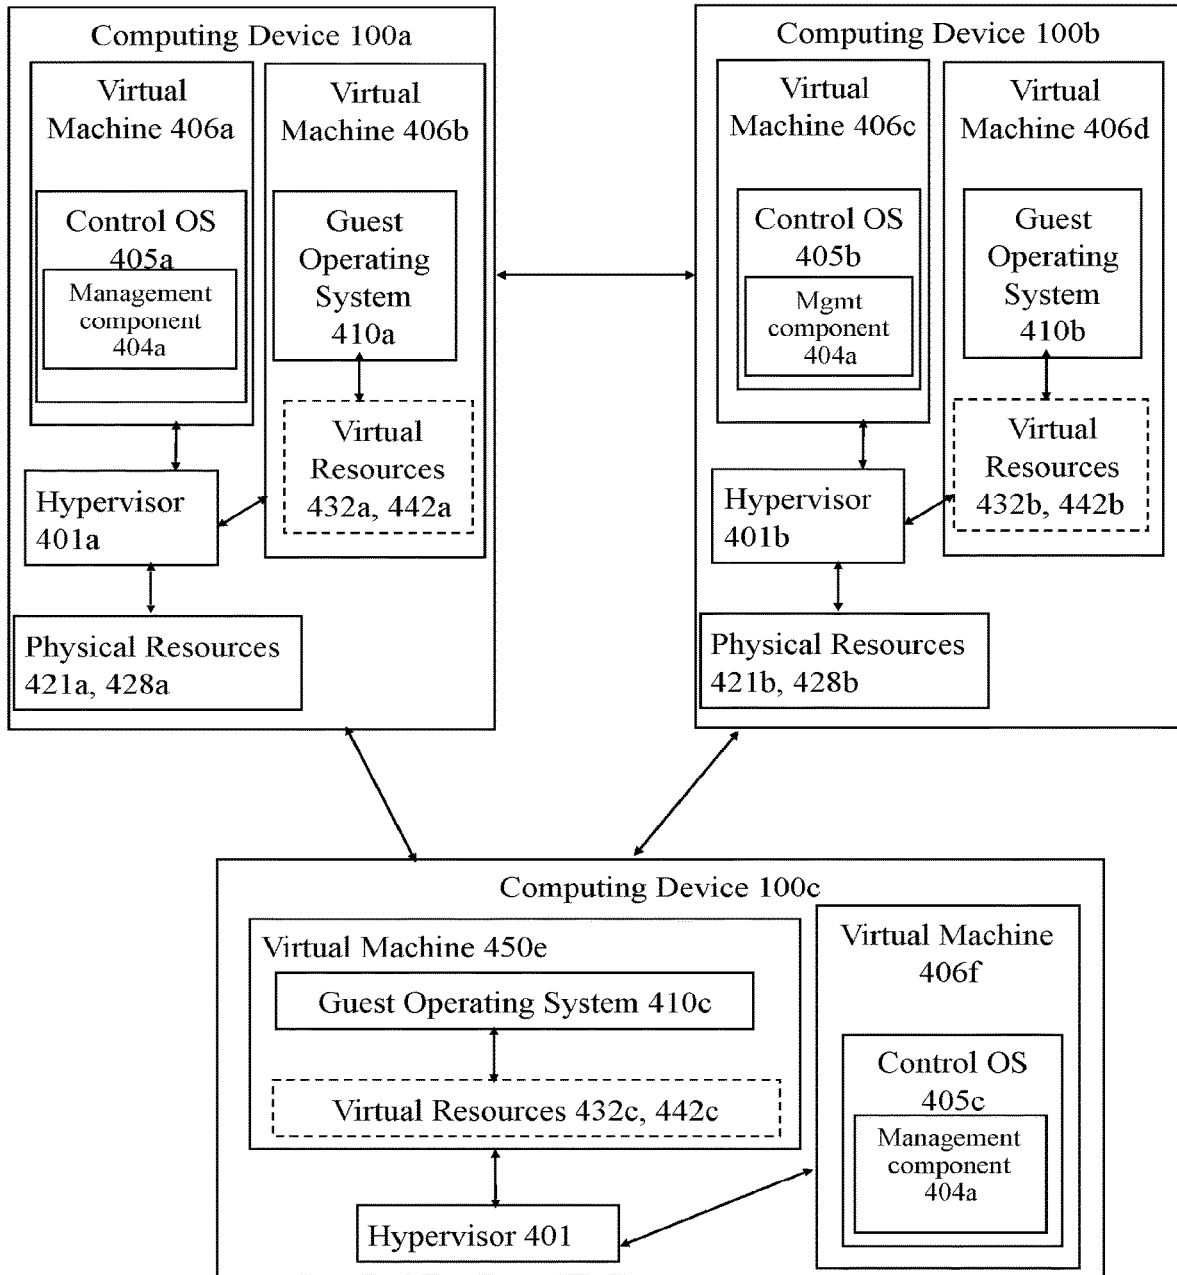 Computing Device 100a
Virtual
Machine 406a
Control OS
405a
Management
component
404a
Virtual
Machine 406b
Guest
Operating
System
410a
Virtual
Resources
432a, 442a
Hypervisor
401a
Physical Resources
421a, 428a
Computing Device 100b
Virtual
Machine 406c
Control OS
405b
Mgmt
component
404a
Virtual
Machine 406d
Guest
Operating
System
410b
Virtual
Resources
432b, 442b
Hypervisor
401b
Physical Resources
421b, 428b
Computing Device 100c
Virtual Machine 450e
Guest Operating System 410c
Virtual Resources 432c, 442c
Hypervisor 401
Virtual Machine
406f
Control OS
405c
Management
component
404a